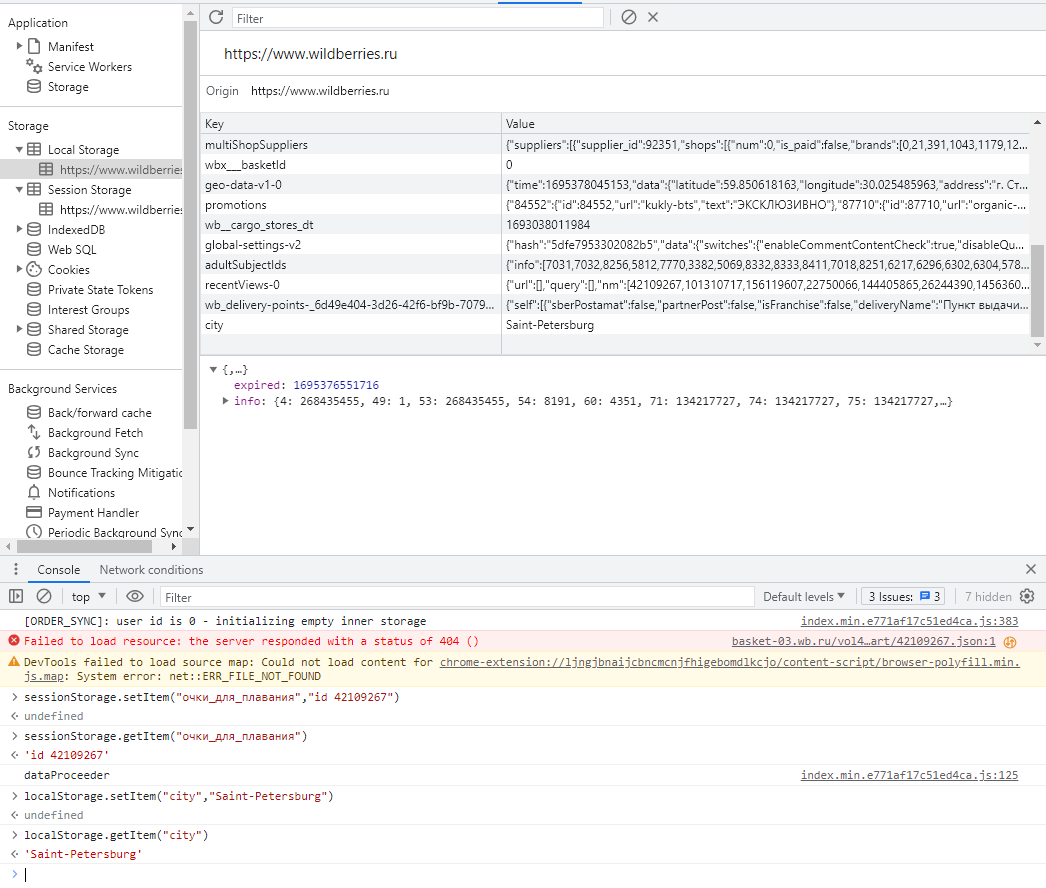 Application
Manifest
Service Workers
Storage
Storage
Local Storage
https://www.wildberries
Session Storage
https://www.wildberries
IndexedDB
Web SQL
Cookies
Private State Tokens
Interest Groups
Shared Storage
Cache Storage
Background Services
Back/forward cache
Background Fetch
Background Sync
Bounce Tracking Mitigatic
Notifications
Payment Handler
Periodic Background Sync
Filter
https://www.wildberries.ru
Origin https://www.wildberries.ru
Key Value
multiShopSuppliers {"suppliers":[{"supplier_id":92351,"shops":[{"num":0,"is_paid":false,"brands":[0,21,391,1043,1179,12...
wbx___basketId 0
geo-data-v1-0 {"time":1695378045153,"data":{"latitude":59.850618163,"longitude":30.025485963,"address":"г. Ст...
promotions {"84552":{"id":84552,"url":"kukly-bts","text":"ЭКСКЛЮЗИВНО"},"87710":{"id":87710,"url":"organic-...
wb__cargo_stores_dt 1693038011984
global-settings-v2 {"hash":"5dfe7953302082b5","data":{"switches":{"enableCommentContentCheck":true,"disableQu...
adultSubjectIds {"info":[7031,7032,8256,5812,7770,3382,5069,8332,8333,8411,7018,8251,6217,6296,6302,6304,578...
recentViews-0 {"url":[],"query":[],"nm":[42109267,101310717,156119607,22750066,144405865,26244390,1456360...
wb_delivery-points-_6d49e404-3d26-42f6-bf9b-7079... {"self":[{"sberPostamat":false,"partnerPost":false,"isFranchise":false,"deliveryName":"Пункт выдачи...
city Saint-Petersburg
{,…}
expired: 1695376551716
info: {4: 268435455, 49: 1, 53: 268435455, 54: 8191, 60: 4351, 71: 134217727, 74: 134217727, 75: 134217727,…}
Console Network conditions
top Filter Default levels 3 Issues: 3 7 hidden
[ORDER_SYNC]: user id is 0 - initializing empty inner storage index.min.e771af17c51ed4ca.js:383
Failed to load resource: the server responded with a status of 404 () basket-03.wb.ru/vol4…art/42109267.json:1
DevTools failed to load source map: Could not load content for chrome-extension://ljngjbnaijcbncmcnjfhigebomdlkcjo/content-script/browser-polyfill.min.
js.map: System error: net::ERR_FILE_NOT_FOUND
sessionStorage.setItem("очки_для_плавания","id 42109267")
undefined
sessionStorage.getItem("очки_для_плавания")
'id 42109267'
dataProceeder index.min.e771af17c51ed4ca.js:125
localStorage.setItem("city","Saint-Petersburg")
undefined
localStorage.getItem("city")
'Saint-Petersburg'